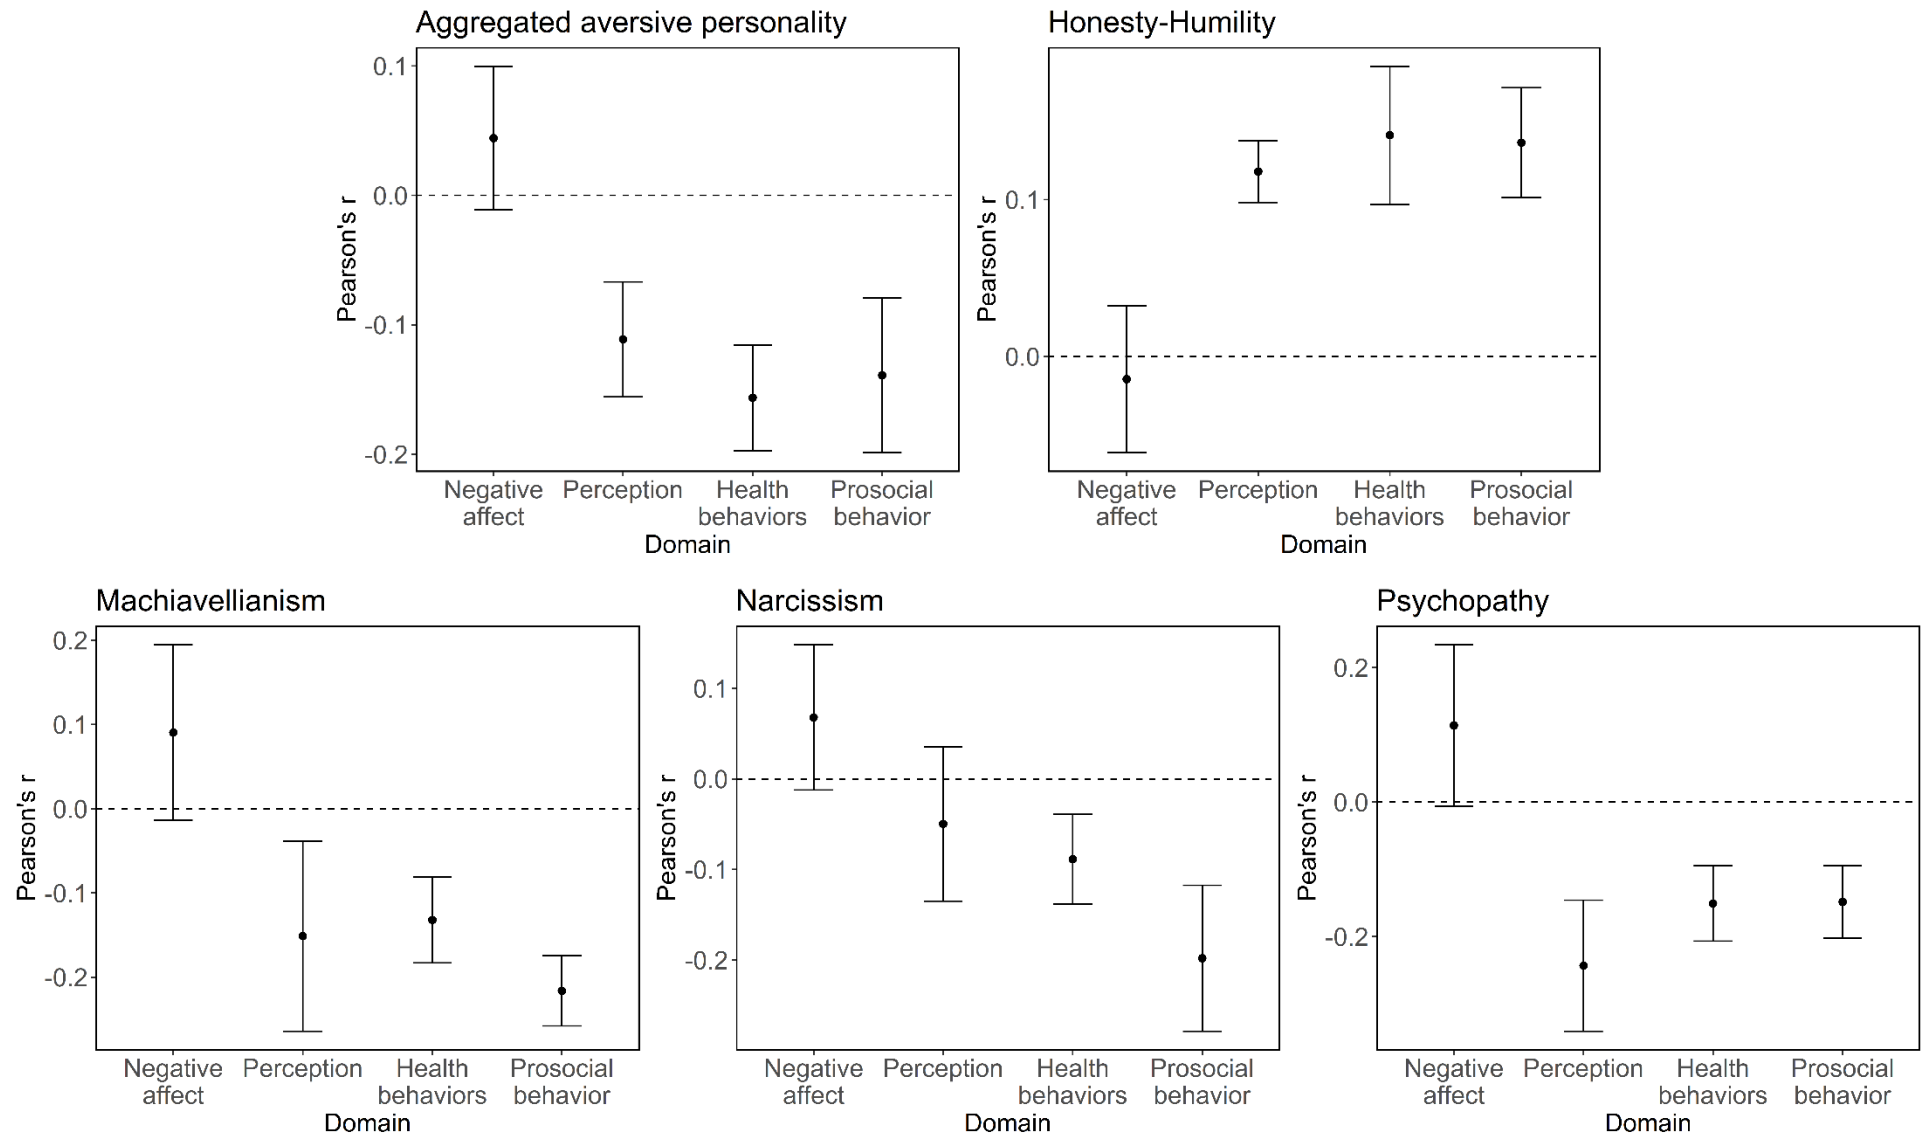 Aggregated aversive personality
Pearson's r
0.1
0.0
-0.1
-0.2
Negative
affect
Perception
Health
behaviors
Prosocial
behavior
Domain
Honesty-Humility
Pearson's r
0.1
0.0
Negative
affect
Perception
Health
behaviors
Prosocial
behavior
Domain
Machiavellianism
Pearson's r
0.2
0.1
0.0
-0.1
-0.2
Negative
affect
Perception
Health
behaviors
Prosocial
behavior
Domain
Narcissism
Pearson's r
0.1
0.0
-0.1
-0.2
Negative
affect
Perception
Health
behaviors
Prosocial
behavior
Domain
Psychopathy
Pearson's r
0.2
0.0
-0.2
Negative
affect
Perception
Health
behaviors
Prosocial
behavior
Domain